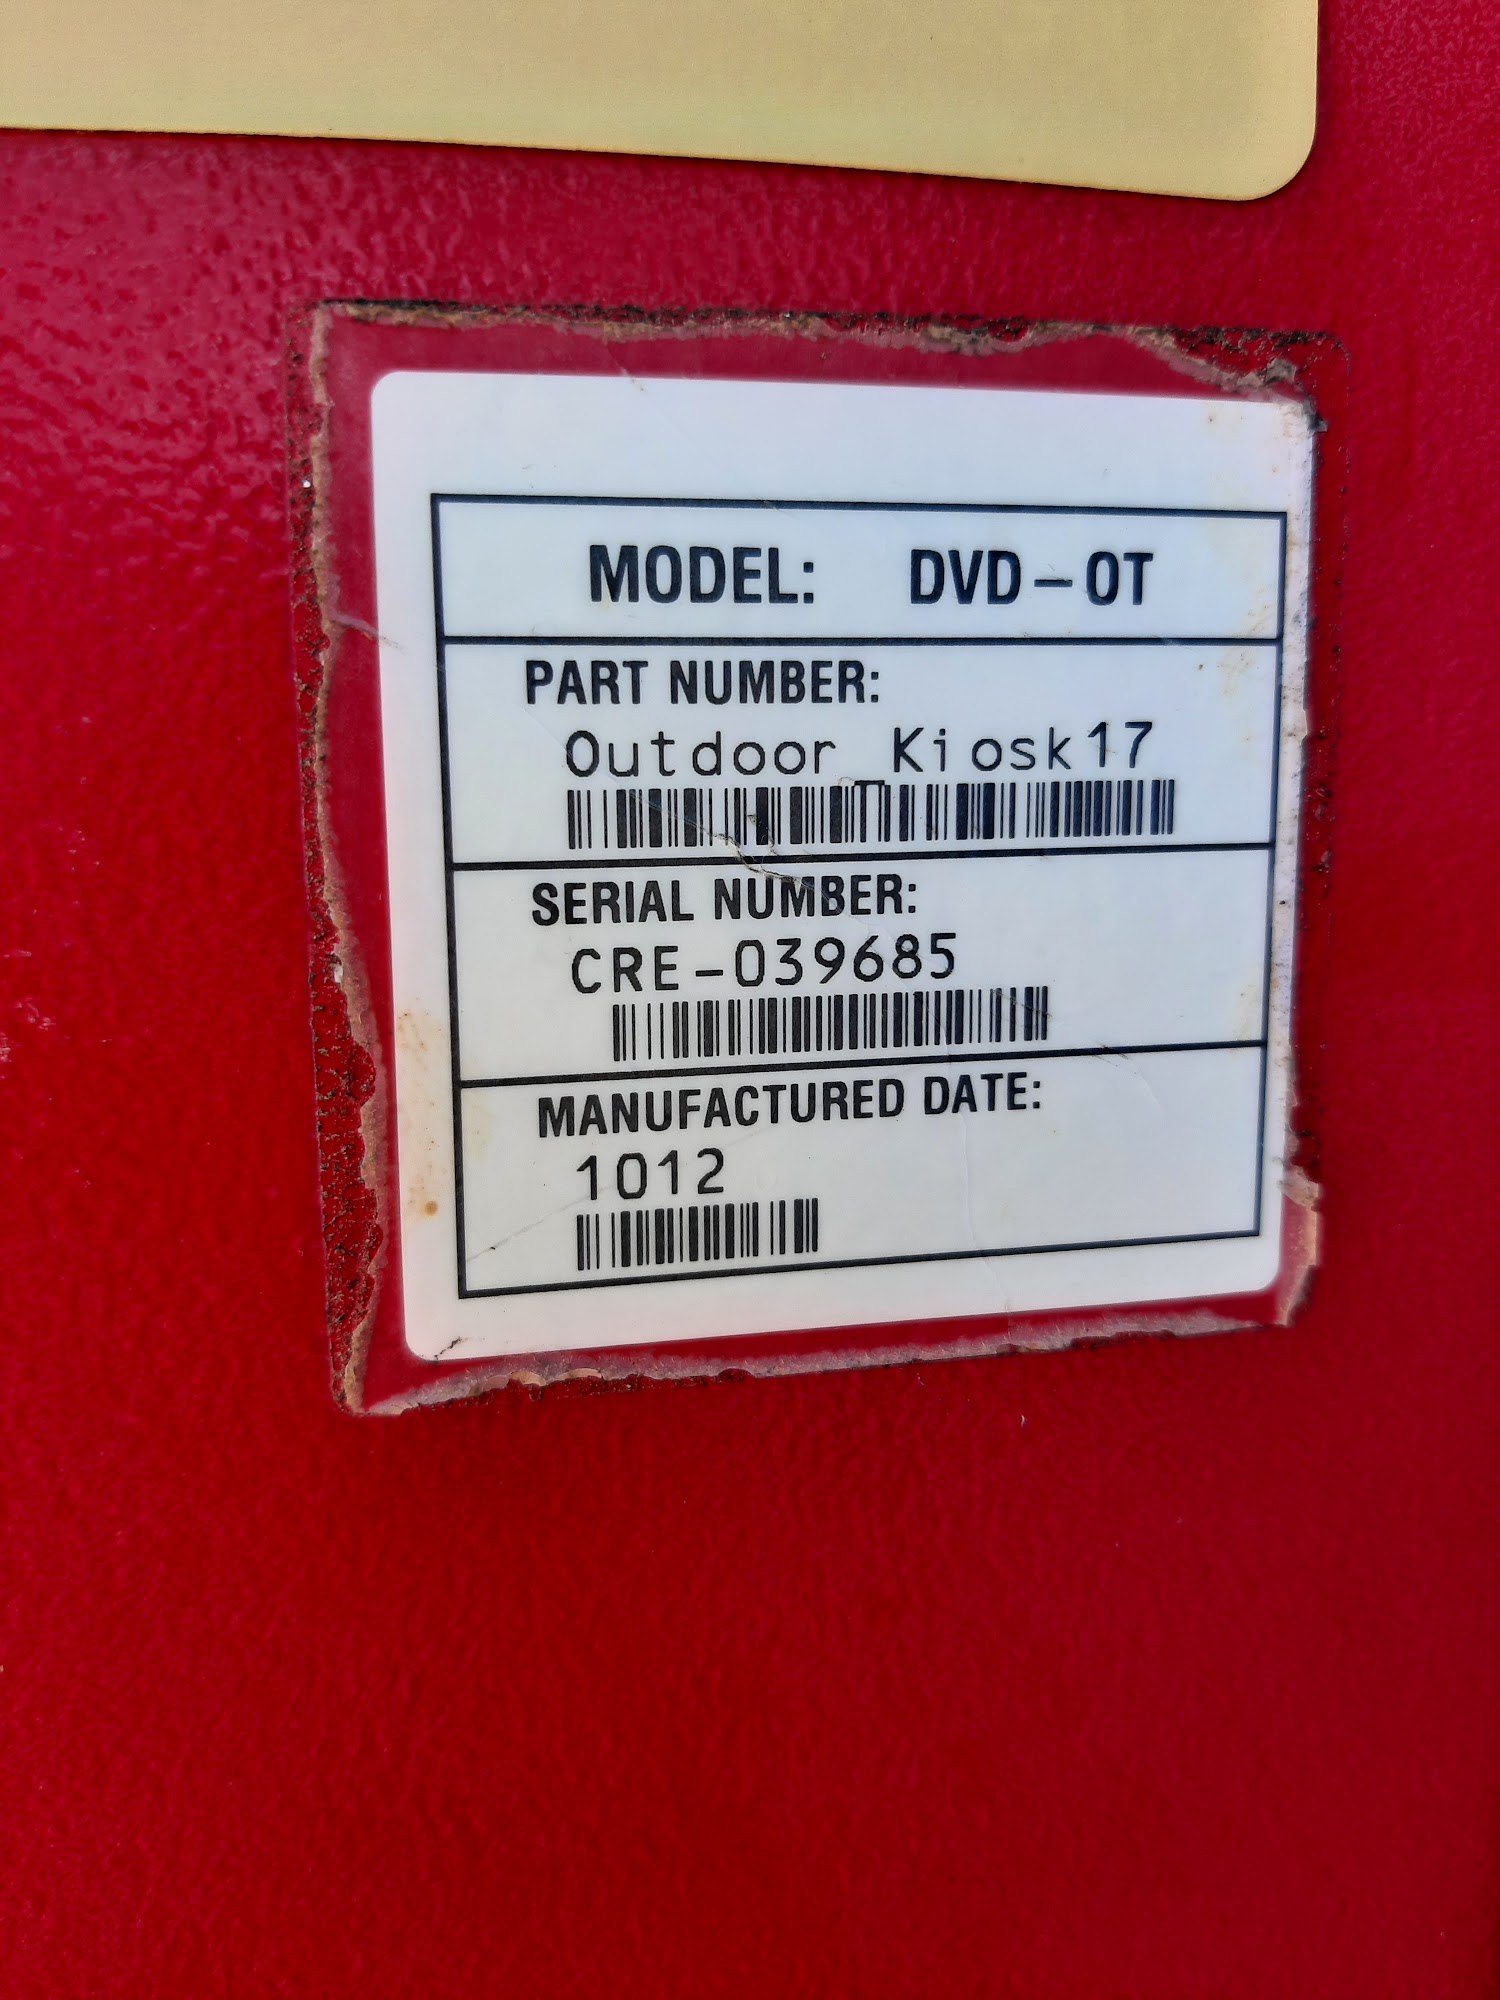 MODEL: DVD-OT
PART NUMBER:
Outdoor_Kiosk17
SERIAL NUMBER:
CRE-039685
MANUFACTURED DATE:
1012